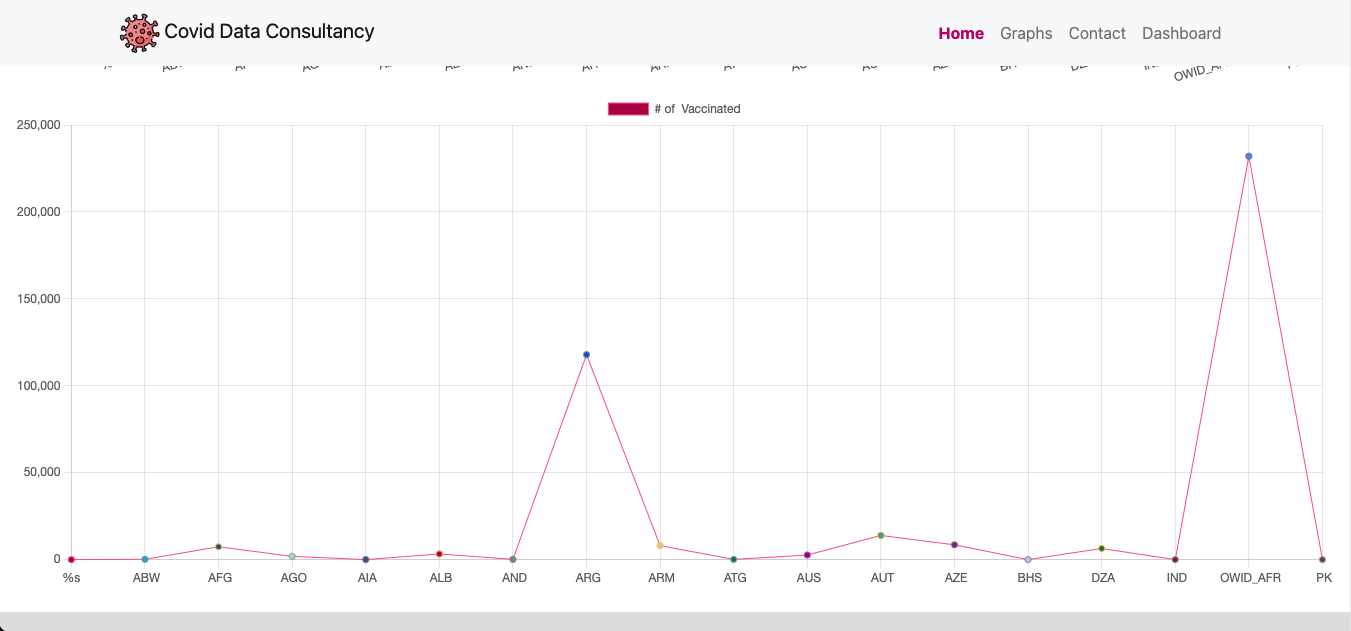 Covid Data Consultancy
Home Graphs Contact Dashboard
# of Vaccinated
250,000
200,000
150,000
100,000
50,000
0
%s ABW AFG AGO AIA ALB AND ARG ARM ATG AUS AUT AZE BHS DZA IND OWID_AFR PK